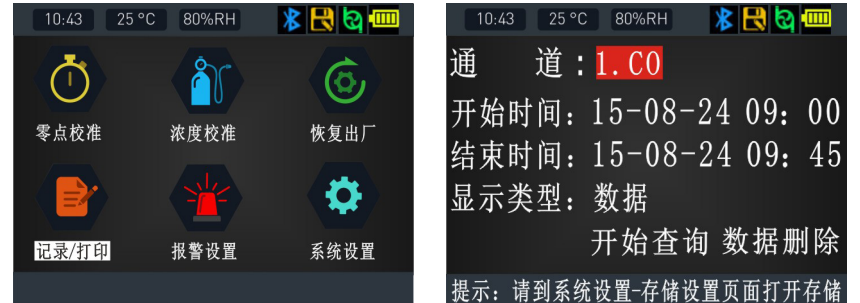 10:43 25 °C 80%RH
零点校准 浓度校准 恢复出厂
记录/打印 报警设置 系统设置
10:43 25 °C 80%RH
通 道：1. CO
开始时间：15-08-24 09：00
结束时间：15-08-24 09：45
显示类型：数据
开始查询 数据删除
提示：请到系统设置-存储设置页面打开存储